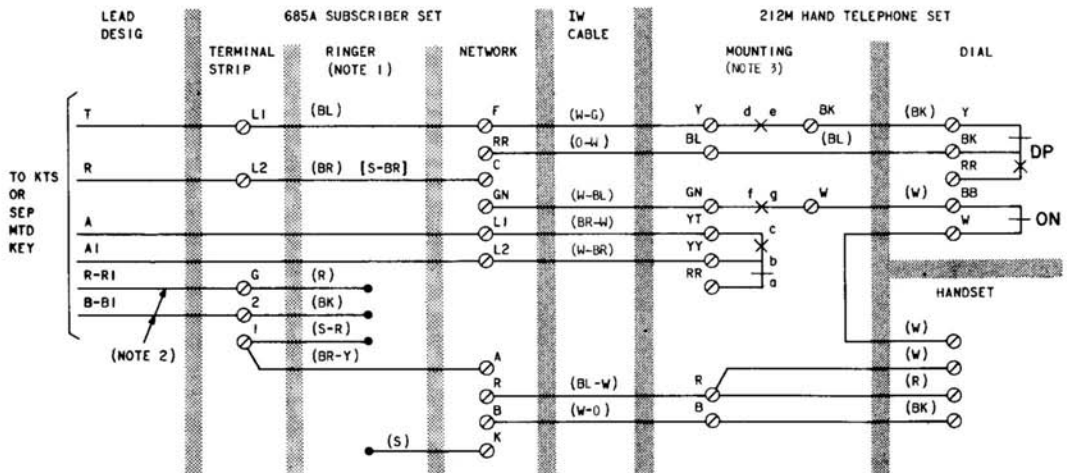 LEAD DESIG
685A SUBSCRIBER SET
IW CABLE
212M HAND TELEPHONE SET
TERMINAL STRIP
RINGER (NOTE 1)
NETWORK
MOUNTING (NOTE 3)
DIAL
T L1 (BL) F (W-G) Y d e BK (BK) Y
RR (O-W) BL (BL) BK DP
R L2 (BR) [S-BR] C RR
TO KTS OR SEP MTD KEY
GN (W-BL) GN f g W (W) BB
A L1 (BR-W) YT c W ON
A1 L2 (W-BR) YY b
RR a
R-R1 G (R)
B-B1 2 (BK)
HANDSET
1 (S-R) (W)
(NOTE 2) (BR-Y) A (W)
R (BL-W) R (R)
B (W-O) B (BK)
(S) K